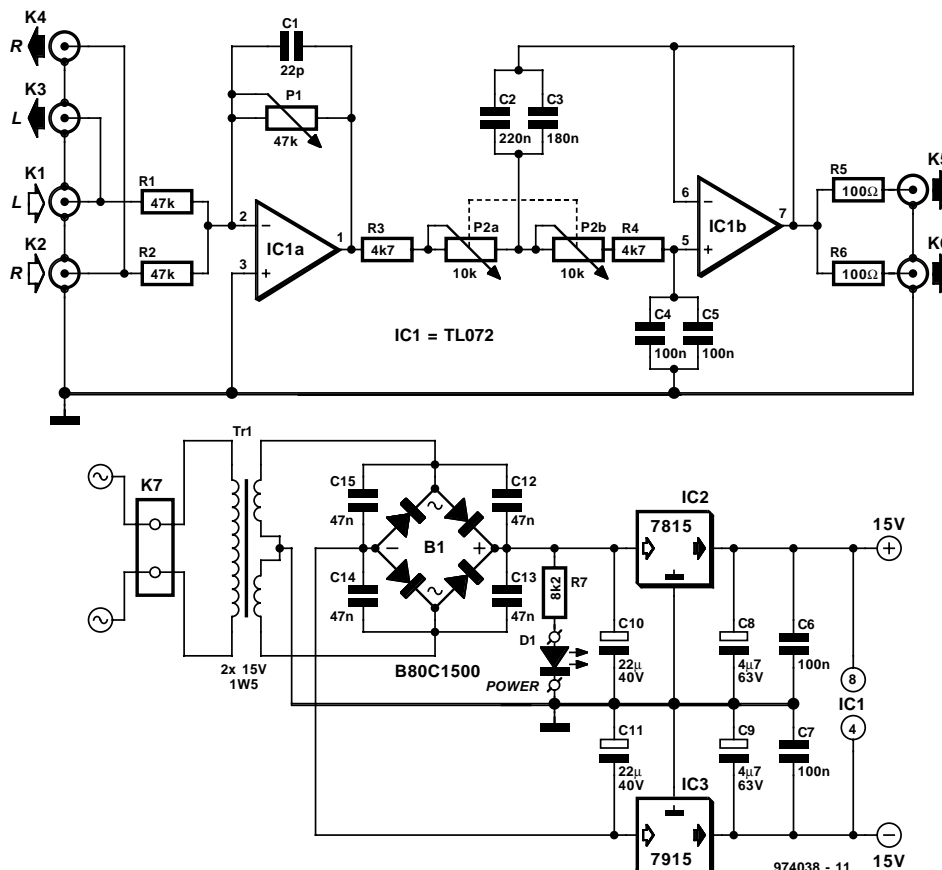 K4
R
K3
L
K1
L
K2
R
C1
22p
P1
47k
R1
47k
R2
47k
2
3
1
IC1a
R3
4k7
P2a
10k
C2
220n
C3
180n
P2b
10k
R4
4k7
6
5
7
IC1b
C4
100n
C5
100n
R5
100Ω
R6
100Ω
K5
IC1 = TL072
Tr1
K7
2x 15V
1W5
C15
47n
C12
47n
B1
C14
47n
C13
47n
B80C1500
R7
8k2
D1
POWER
C10
22µ
40V
C11
22µ
40V
IC2
7815
IC3
7915
C8
4µ7
63V
C9
4µ7
63V
C6
100n
C7
100n
8
IC1
4
15V
15V
974038 - 11